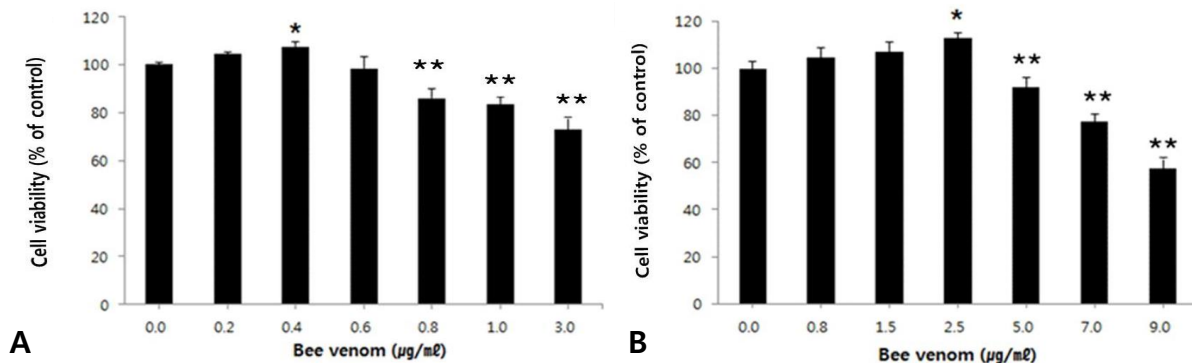 Cell viability (% of control)
120
100
80
60
40
20
0
*
**
**
**
0.0 0.2 0.4 0.6 0.8 1.0 3.0
Bee venom (μg/㎖)
A
Cell viability (% of control)
120
100
80
60
40
20
0
*
**
**
**
0.0 0.8 1.5 2.5 5.0 7.0 9.0
Bee venom (μg/㎖)
B